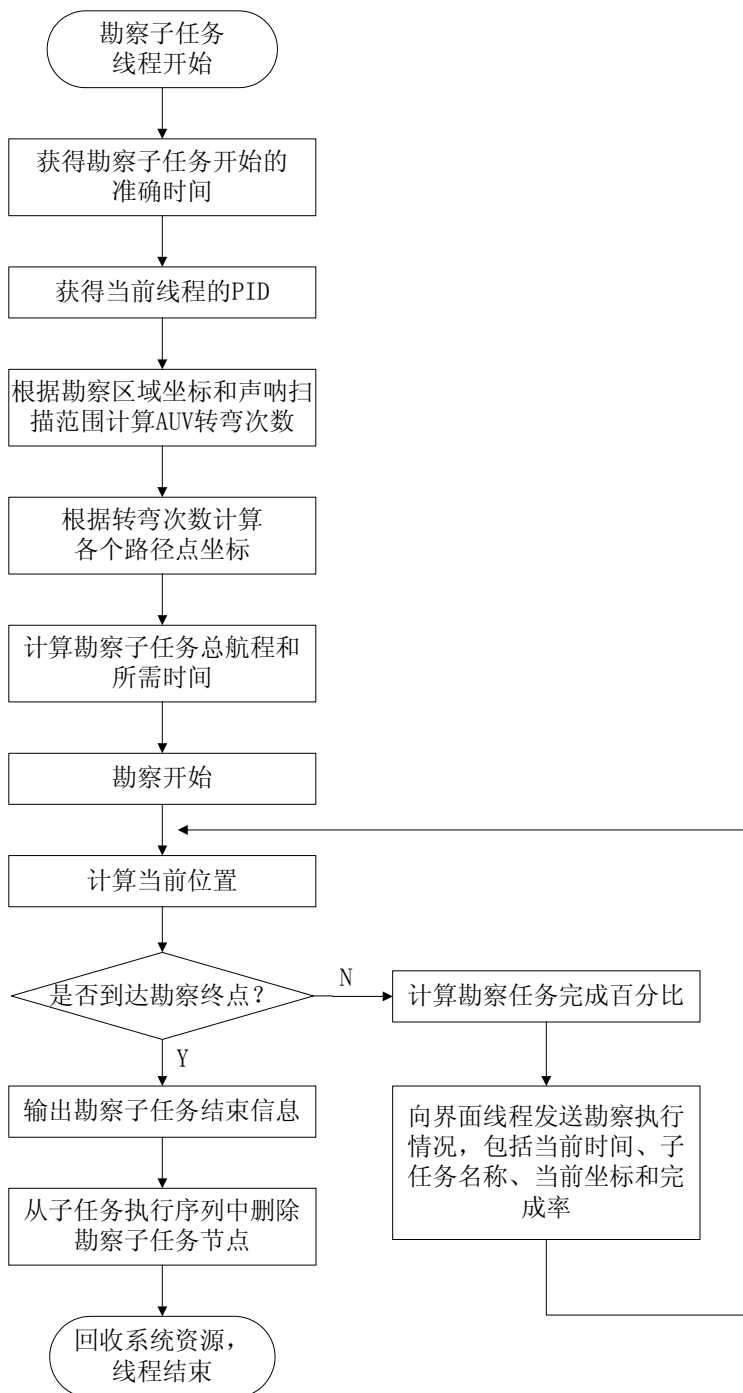 勘察子任务
线程开始
获得勘察子任务开始的
准确时间
获得当前线程的PID
根据勘察区域坐标和声呐扫
描范围计算AUV转弯次数
根据转弯次数计算
各个路径点坐标
计算勘察子任务总航程和
所需时间
勘察开始
计算当前位置
是否到达勘察终点?
N
计算勘察任务完成百分比
Y
输出勘察子任务结束信息
向界面线程发送勘察执行
情况，包括当前时间、子
任务名称、当前坐标和完
成率
从子任务执行序列中删除
勘察子任务节点
回收系统资源，
线程结束